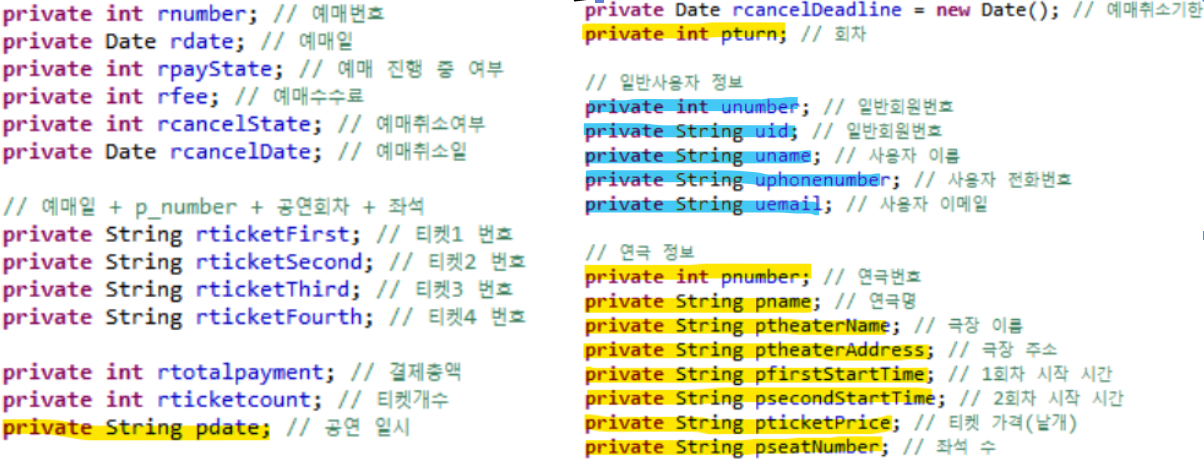 private int rnumber; // 예매번호
private Date rdate; // 예매일
private int rpayState; // 예매 진행 중 여부
private int rfee; // 예매수수료
private int rcancelState; // 예매취소여부
private Date rcancelDate; // 예매취소일
// 예매일 + p_number + 공연회차 + 좌석
private String rticketFirst; // 티켓1 번호
private String rticketSecond; // 티켓2 번호
private String rticketThird; // 티켓3 번호
private String rticketFourth; // 티켓4 번호
private int rtotalpayment; // 결제총액
private int rticketcount; // 티켓개수
private String pdate; // 공연 일시
private Date rcancelDeadline = new Date(); // 예매취소기한
private int pturn; // 회차
// 일반사용자 정보
private int unumber; // 일반회원번호
private String uid; // 일반회원번호
private String uname; // 사용자 이름
private String uphonenumber; // 사용자 전화번호
private String uemail; // 사용자 이메일
// 연극 정보
private int pnumber; // 연극번호
private String pname; // 연극명
private String ptheaterName; // 극장 이름
private String ptheaterAddress; // 극장 주소
private String pfirstStartTime; // 1회차 시작 시간
private String psecondStartTime; // 2회차 시작 시간
private String pticketPrice; // 티켓 가격(낱개)
private String pseatNumber; // 좌석 수